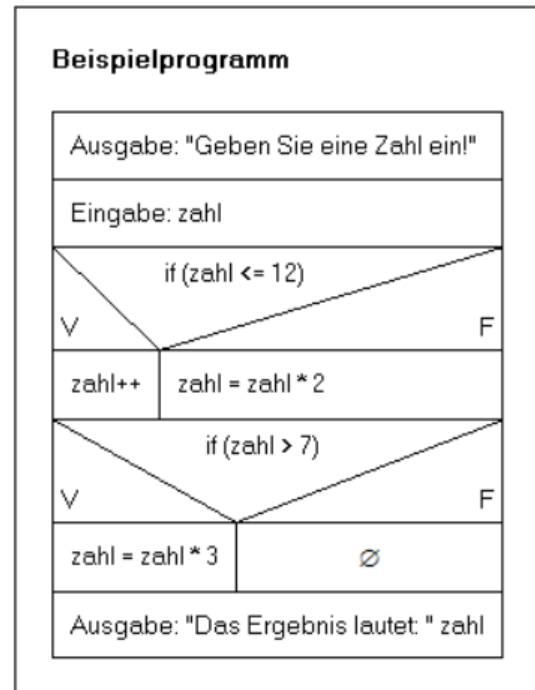 Beispielprogramm
Ausgabe: "Geben Sie eine Zahl ein!"
Eingabe: zahl
if (zahl <= 12)
V F
zahl++ zahl = zahl * 2
if (zahl > 7)
V F
zahl = zahl * 3 ∅
Ausgabe: "Das Ergebnis lautet: " zahl